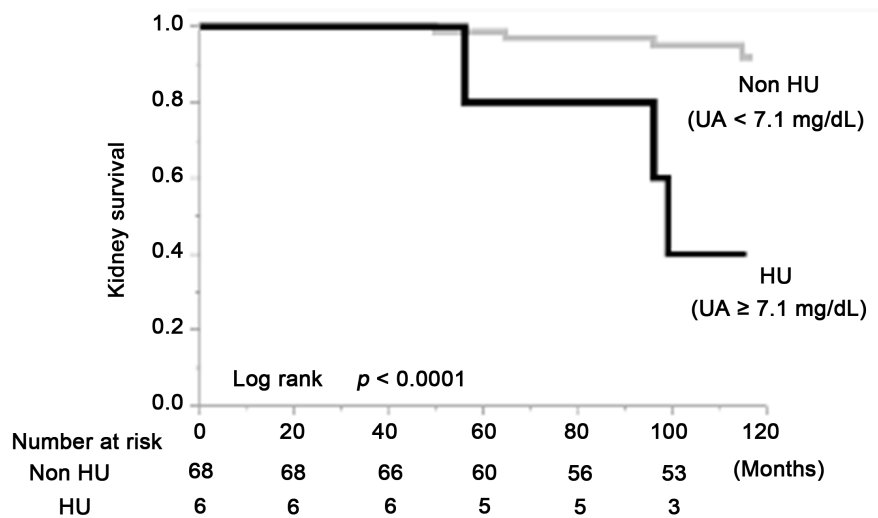 1.0
0.8
0.6
0.4
0.2
0.0
Kidney survival
Non HU
(UA < 7.1 mg/dL)
HU
(UA ≥ 7.1 mg/dL)
Log rank p < 0.0001
0 20 40 60 80 100 120
Number at risk
Non HU 68 68 66 60 56 53 (Months)
HU 6 6 6 5 5 3